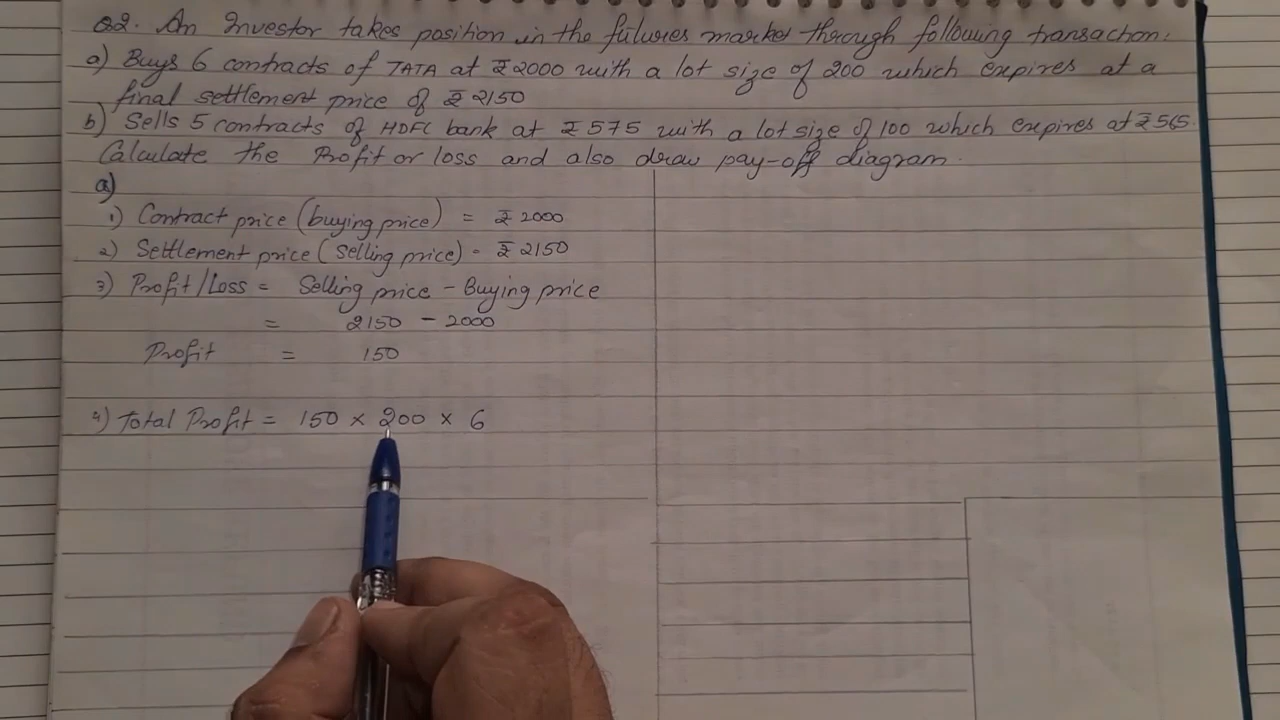 Q2. An Investor takes position in the futures market through following transaction.
a) Buys 6 contracts of TATA at ₹2000 with a lot size of 200 which expires at a
final settlement price of ₹2150
b) Sells 5 contracts of HDFC bank at ₹575 with a lot size of 100 which expires at ₹565.
Calculate the Profit or loss and also draw pay-off diagram.
a)
1) Contract price (buying price) = ₹2000
2) Settlement price (selling price) - ₹2150
3) Profit/Loss = Selling price - Buying price
= 2150 - 2000
Profit = 150
4) Total Profit = 150 × 200 × 6